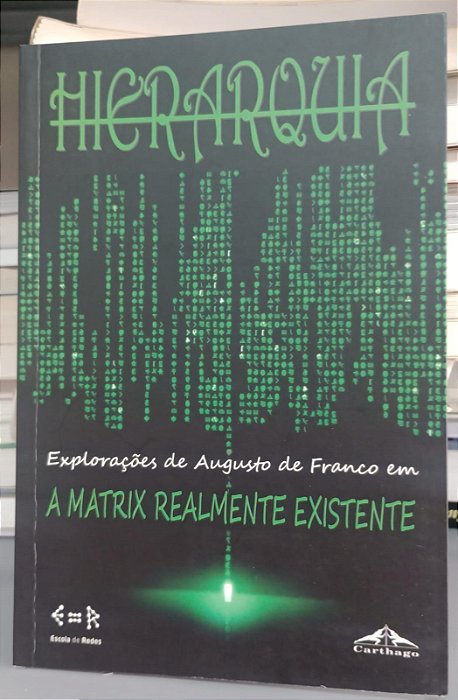 HIERARQUIA
Explorações de Augusto de Franco em
A MATRIX REALMENTE EXISTENTE
Escola de Redes
Carthago